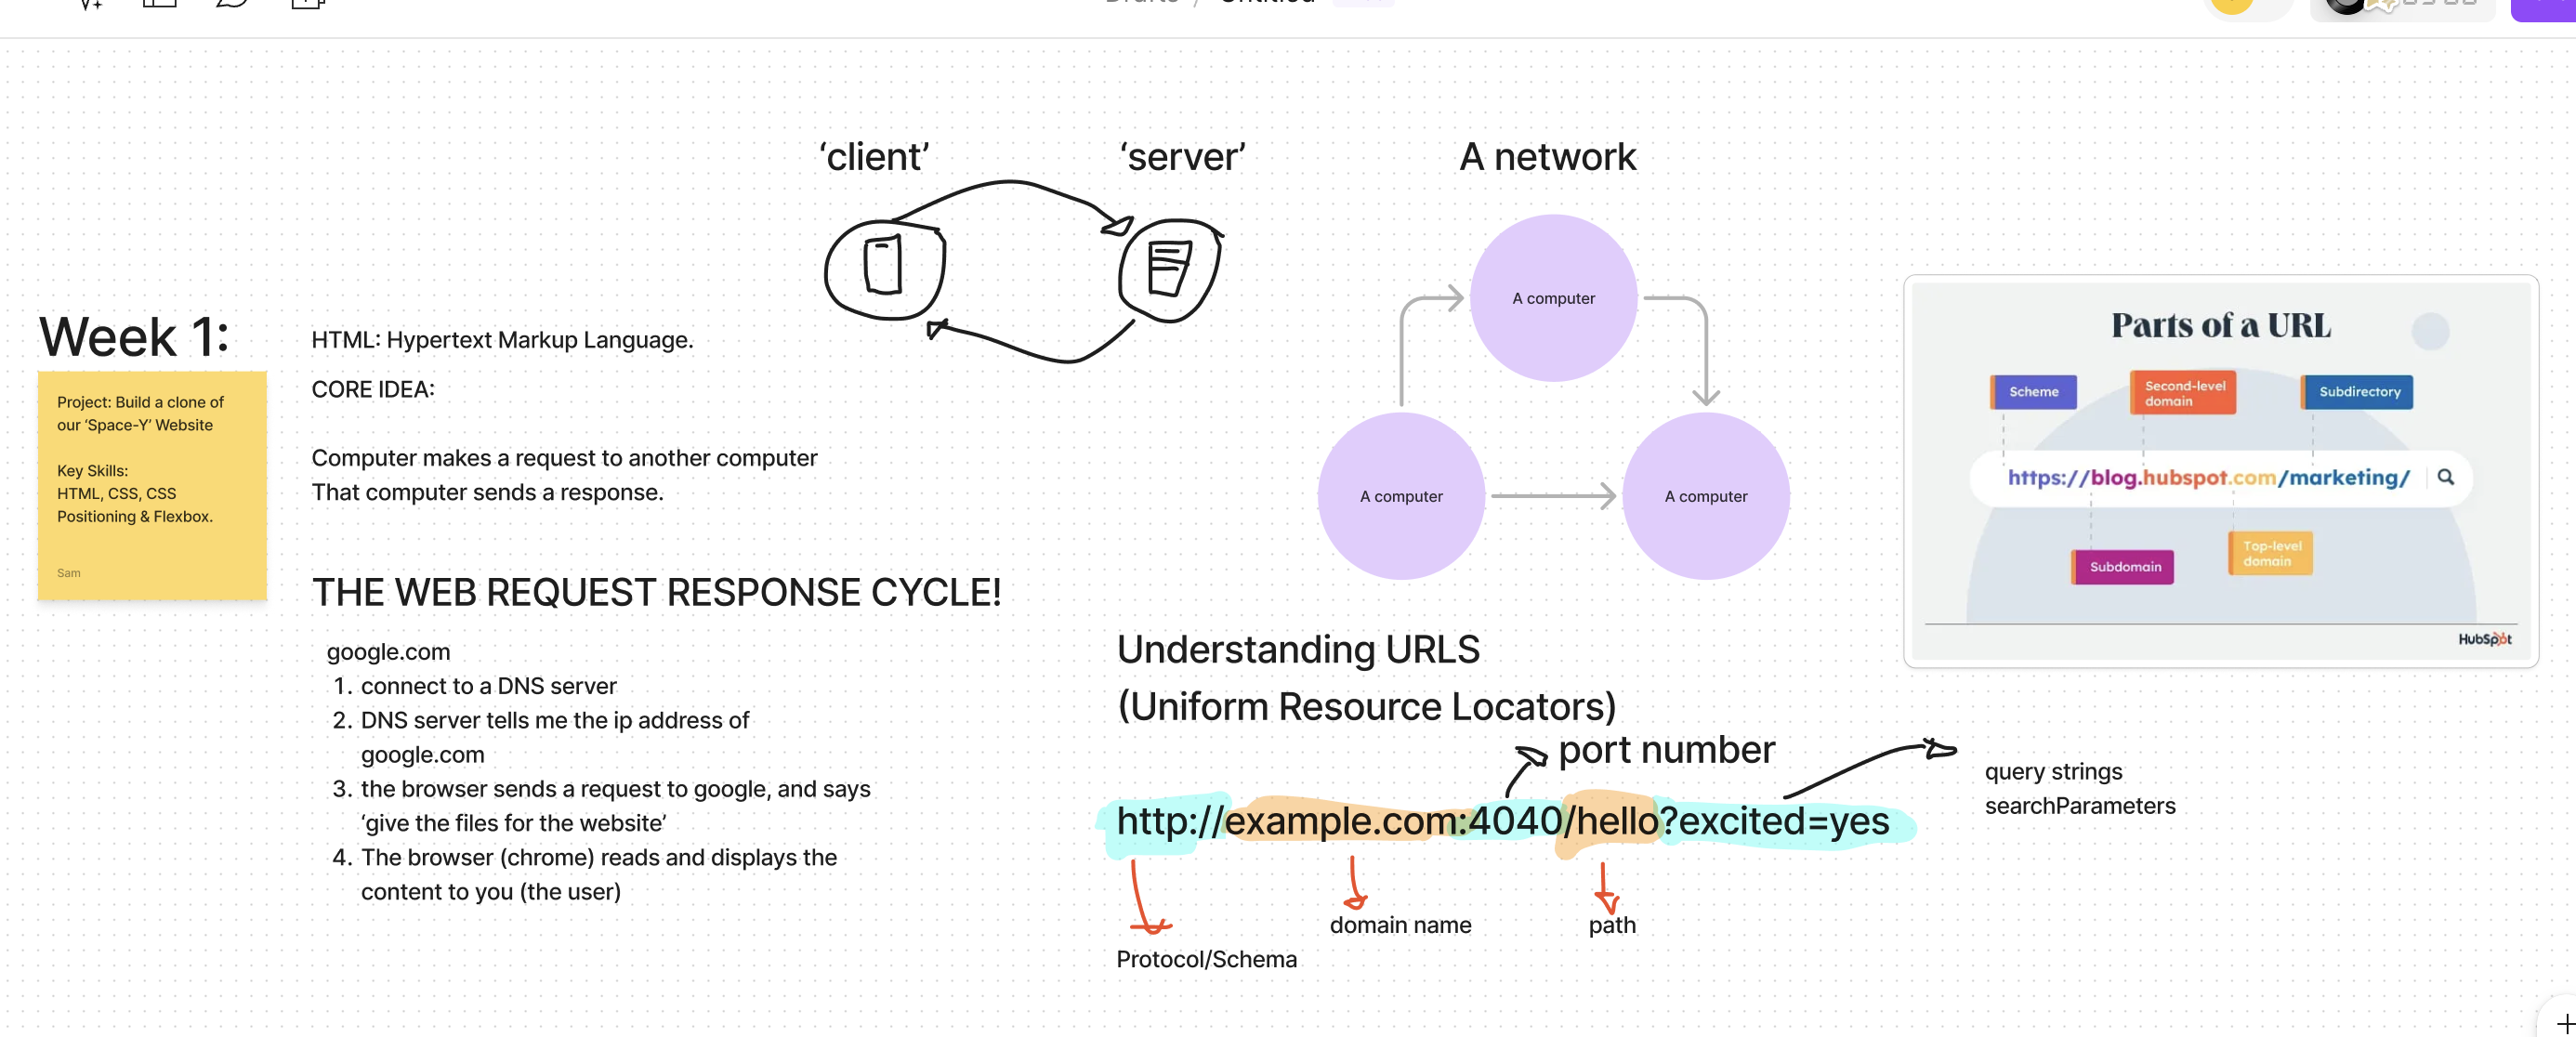 Drafts / Untitled
Week 1:
Project: Build a clone of
our ‘Space-Y’ Website
Key Skills:
HTML, CSS, CSS
Positioning & Flexbox.
Sam
HTML: Hypertext Markup Language.
CORE IDEA:
Computer makes a request to another computer
That computer sends a response.
‘client’
‘server’
A network
A computer
A computer
A computer
THE WEB REQUEST RESPONSE CYCLE!
google.com
1. connect to a DNS server
2. DNS server tells me the ip address of
google.com
3. the browser sends a request to google, and says
‘give the files for the website’
4. The browser (chrome) reads and displays the
content to you (the user)
Understanding URLS
(Uniform Resource Locators)
port number
http://example.com:4040/hello?excited=yes
query strings
searchParameters
domain name
path
Protocol/Schema
Parts of a URL
Scheme
Second-level
domain
Subdirectory
https://blog.hubspot.com/marketing/
Subdomain
Top-level
domain
HubSpot